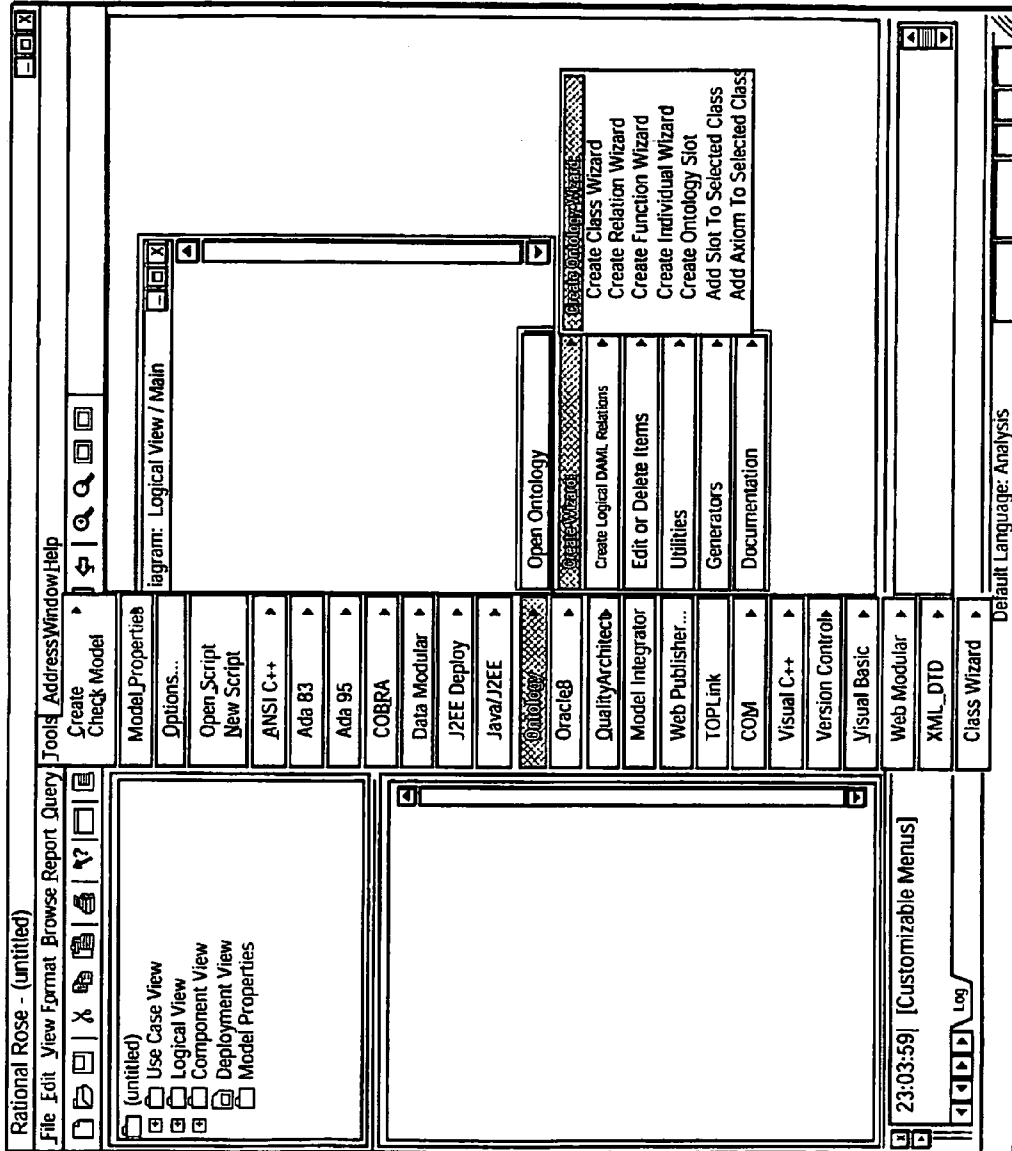 Rational Rose - (untitled)
File Edit View Format Browse Report Query Tools AddressWindow Help
(untitled)
Use Case View
Logical View
Component View
Deployment View
Model Properties
Create
Check Model
Model Properties
Options...
Open Script
New Script
ANSI C++
Ada 83
Ada 95
COBRA
Data Modular
J2EE Deploy
Java/J2EE
Ontology
Oracle8
QualityArchitect
Model Integrator
Web Publisher...
TOPLink
COM
Visual C++
Version Control
Visual Basic
Web Modular
XML_DTD
Class Wizard
iagram: Logical View / Main
Open Ontology
Create Wizard
Create Logical DAML Relations
Edit or Delete Items
Utilities
Generators
Documentation
Create Ontology Wizard
Create Class Wizard
Create Relation Wizard
Create Function Wizard
Create Individual Wizard
Create Ontology Slot
Add Slot To Selected Class
Add Axiom To Selected Class
23:03:59| [Customizable Menus]
Log
Default Language: Analysis